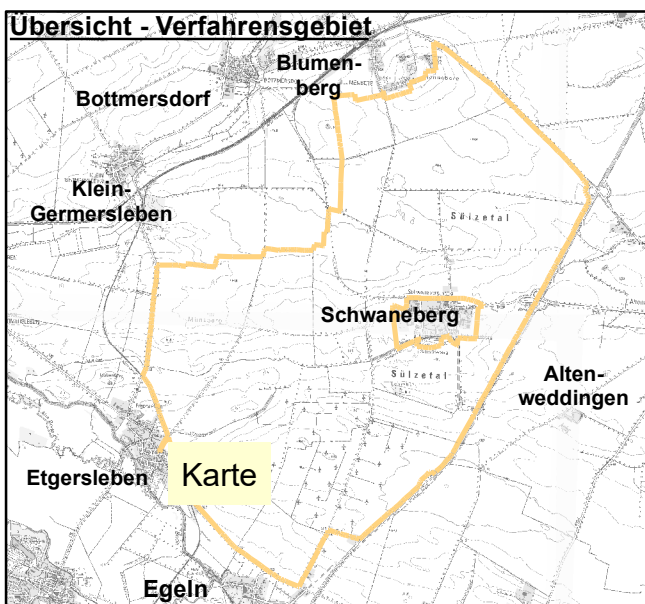 Übersicht - Verfahrensgebiet
Blumen-
berg
Bottmersdorf
Klein-
Germersleben
Sülzetal
Schwaneberg
Sülzetal
Alten-
weddingen
Etgersleben
Karte
Egeln